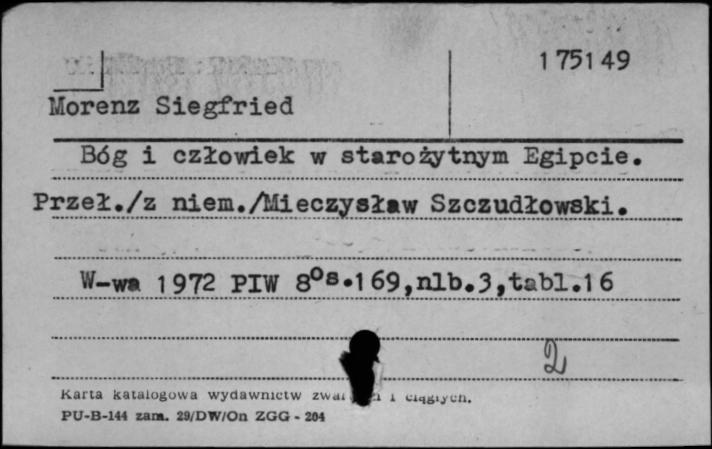 175149
Morenz Siegfried
Bóg i człowiek w starożytnym Egipcie.
Przeł./z niem./Mieczysław Szczudłowski.
W-wa 1972 PIW 8°s.169,nlb.3,tabl.16
2
Karta katalogowa wydawnictw i ciągłych.
PU-B-144 zam. 29/DW/On ZGG - 204